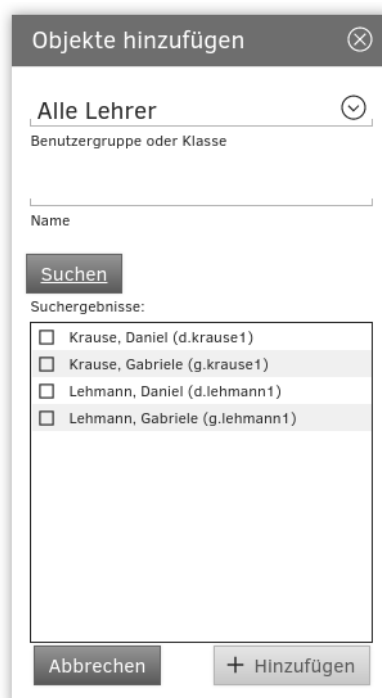 Objekte hinzufügen
Alle Lehrer
Benutzergruppe oder Klasse
Name
Suchen
Suchergebnisse:
Krause, Daniel (d.krause1)
Krause, Gabriele (g.krause1)
Lehmann, Daniel (d.lehmann1)
Lehmann, Gabriele (g.lehmann1)
Abbrechen + Hinzufügen